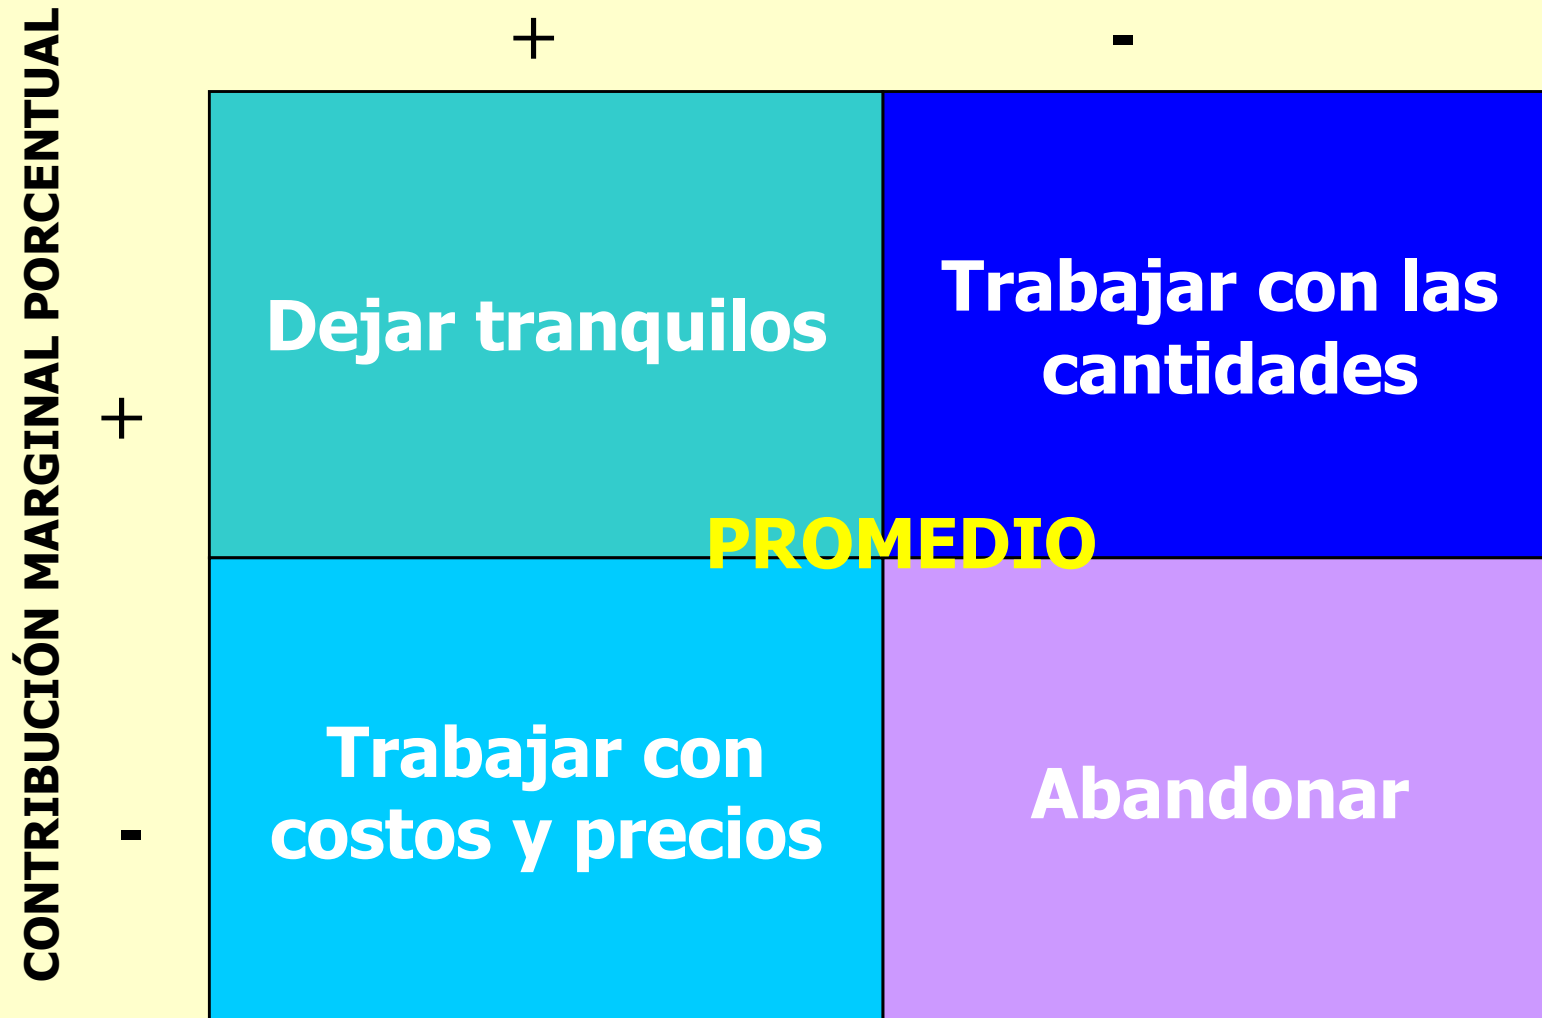 + -
CONTRIBUCIÓN MARGINAL PORCENTUAL
+
-
Dejar tranquilos
Trabajar con las
cantidades
PROMEDIO
Trabajar con
costos y precios
Abandonar